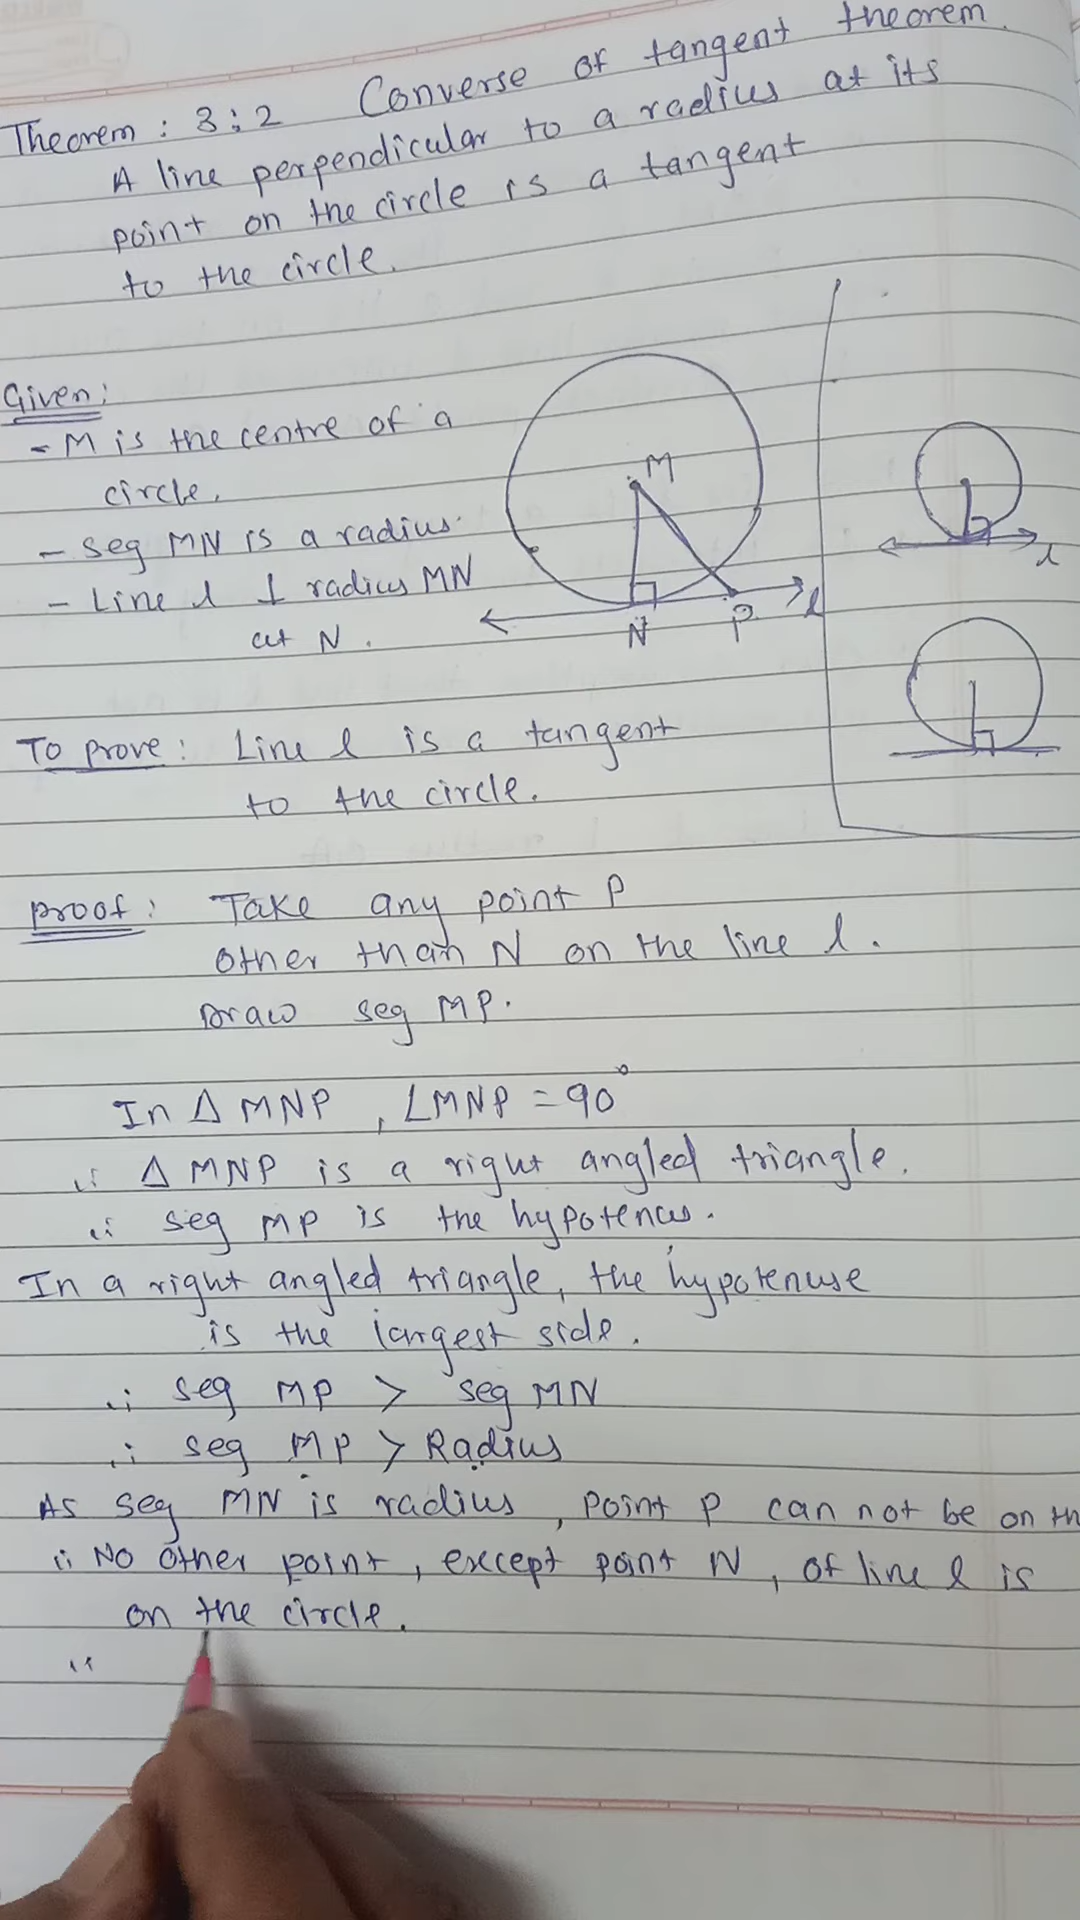 Theorem : 3:2 Converse of tangent theorem.
A line perpendicular to a radius at its
point on the circle is a tangent
to the circle.
Given:
- M is the centre of a
circle.
- seg MN is a radius.
- Line l ⊥ radius MN
at N.
M
N
P
l
l
To prove: Line l is a tangent
to the circle.
proof: Take any point P
other than N on the line l.
Draw seg MP.
In Δ MNP, ∠MNP = 90°
∴ Δ MNP is a right angled triangle.
∴ seg MP is the hypotenus.
In a right angled triangle, the hypotenuse
is the largest side.
∴ seg MP > seg MN
∴ seg MP > Radius
As seg MN is radius, point P can not be on th
∴ No other point, except point N, of line l is
on the circle.
∴